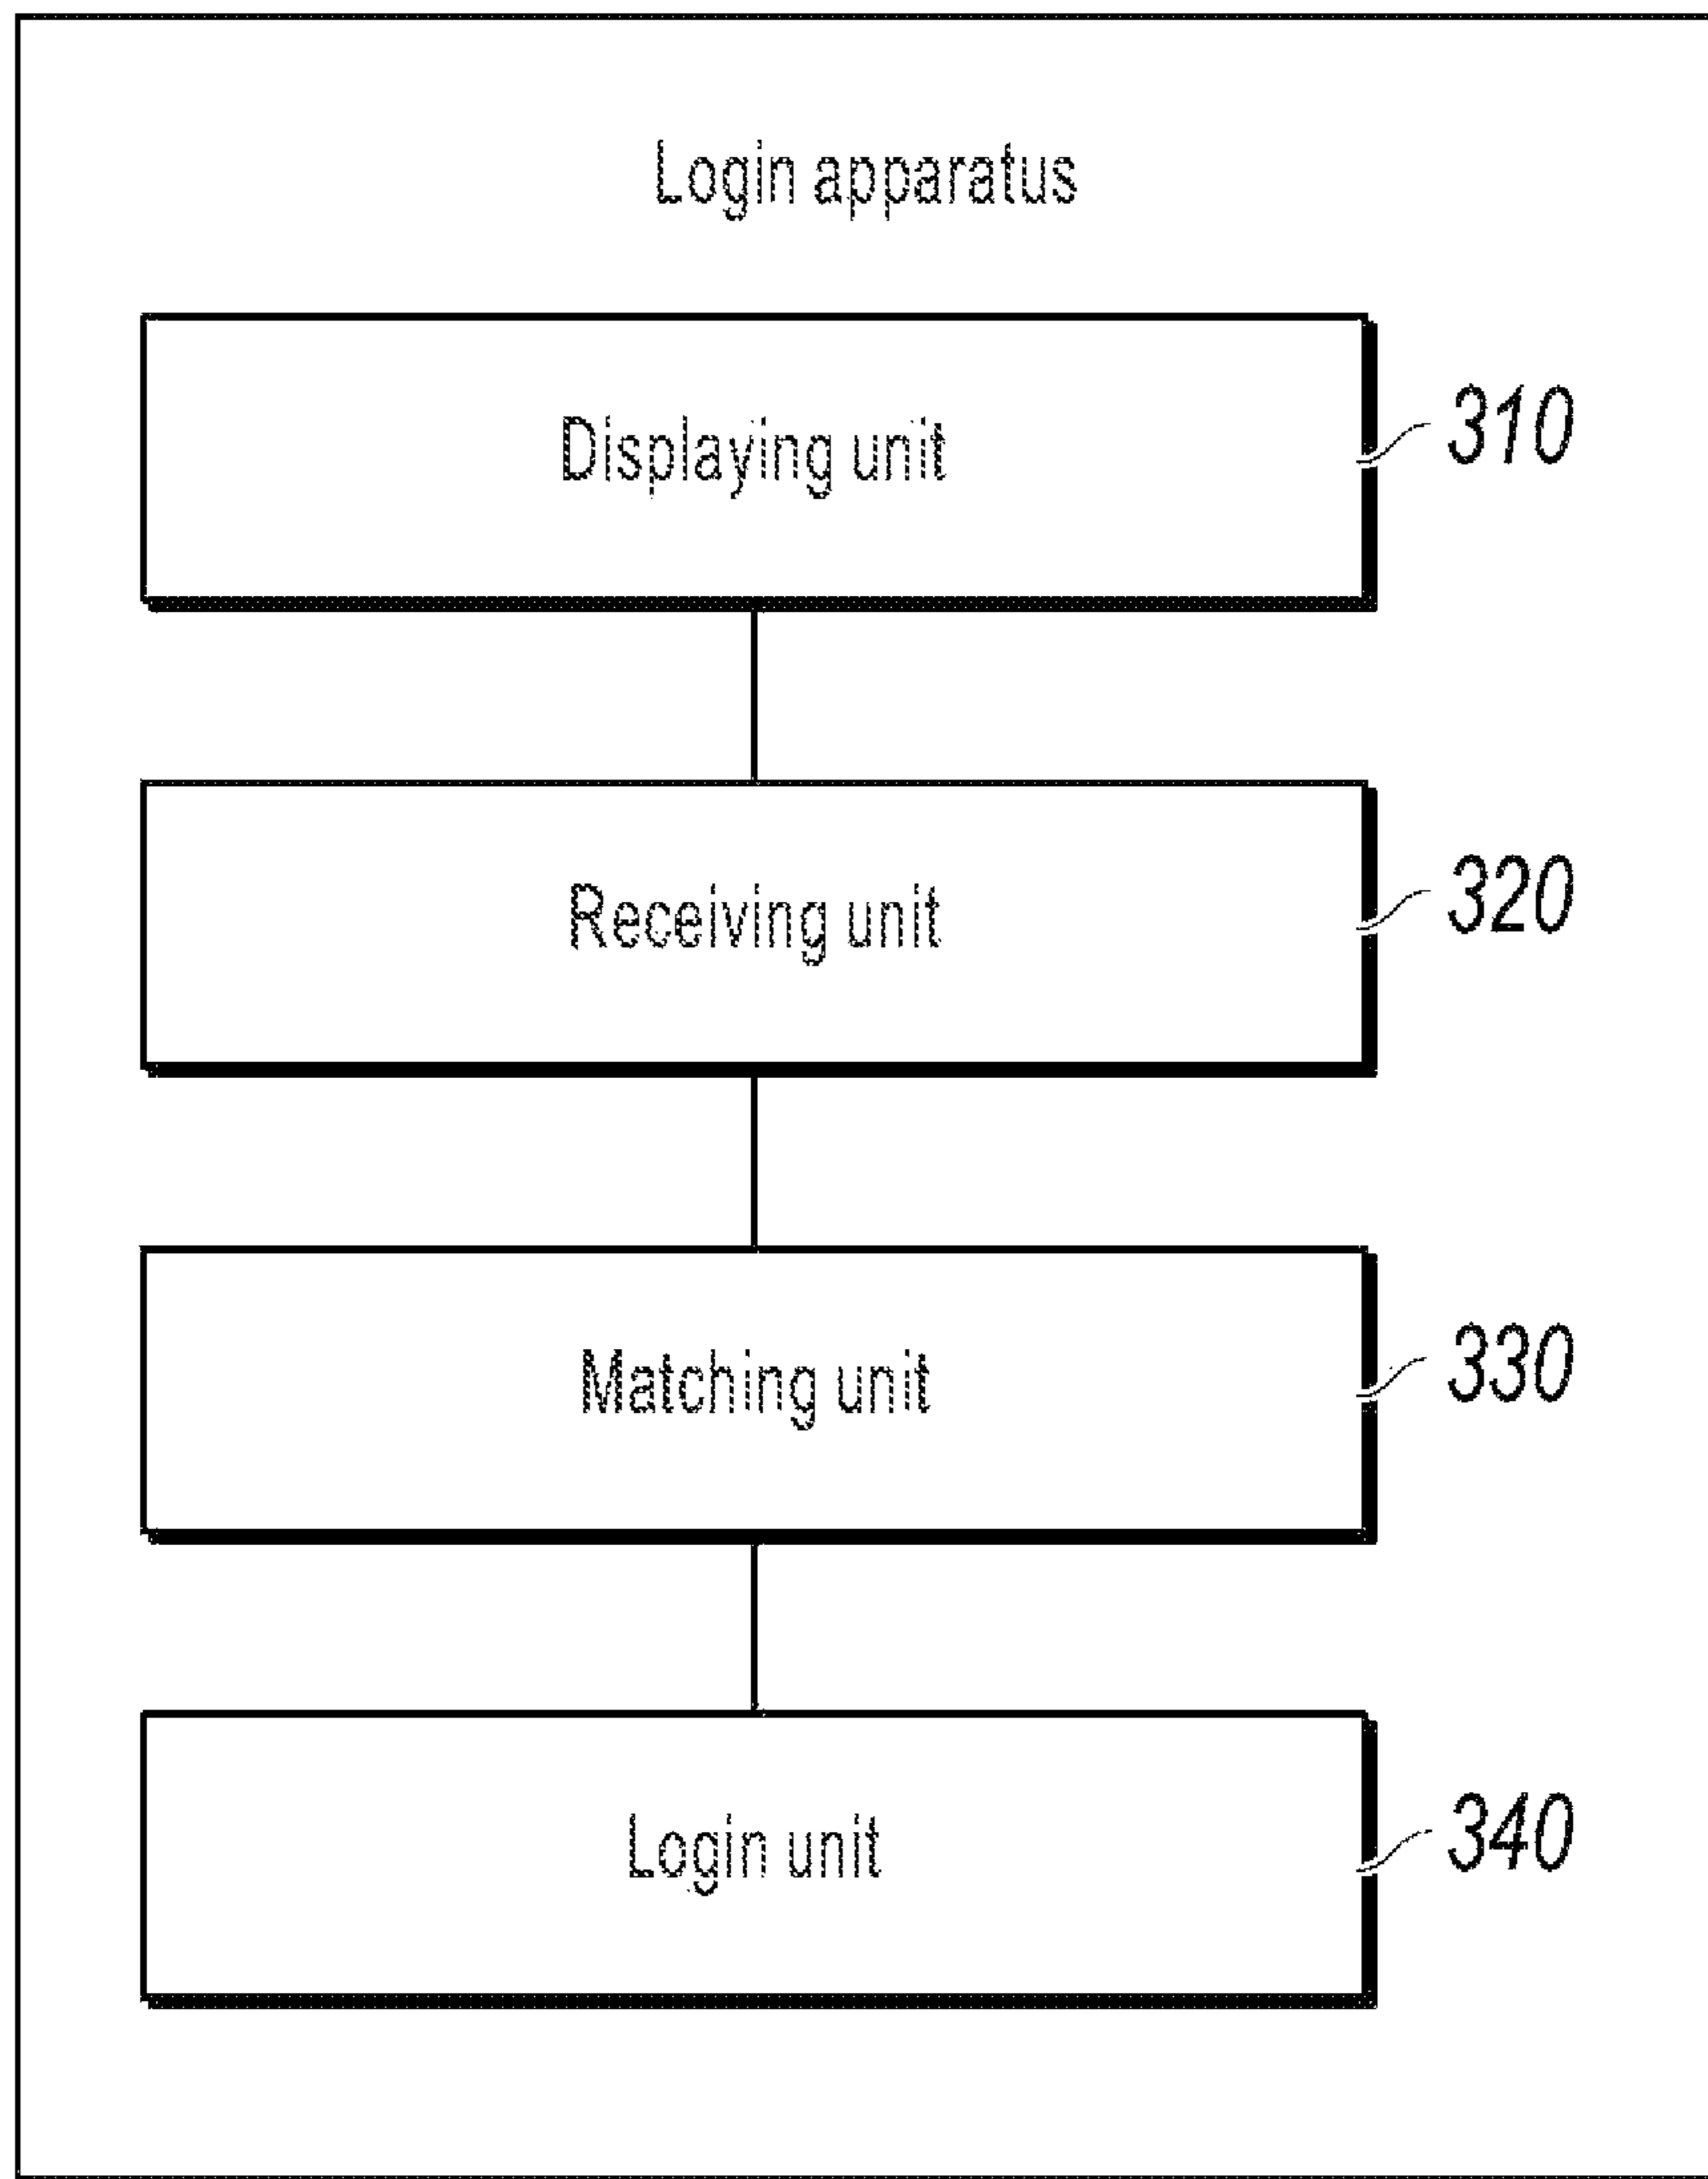 Login apparatus
Displaying unit 310
Receiving unit 320
Matching unit 330
Login unit 340